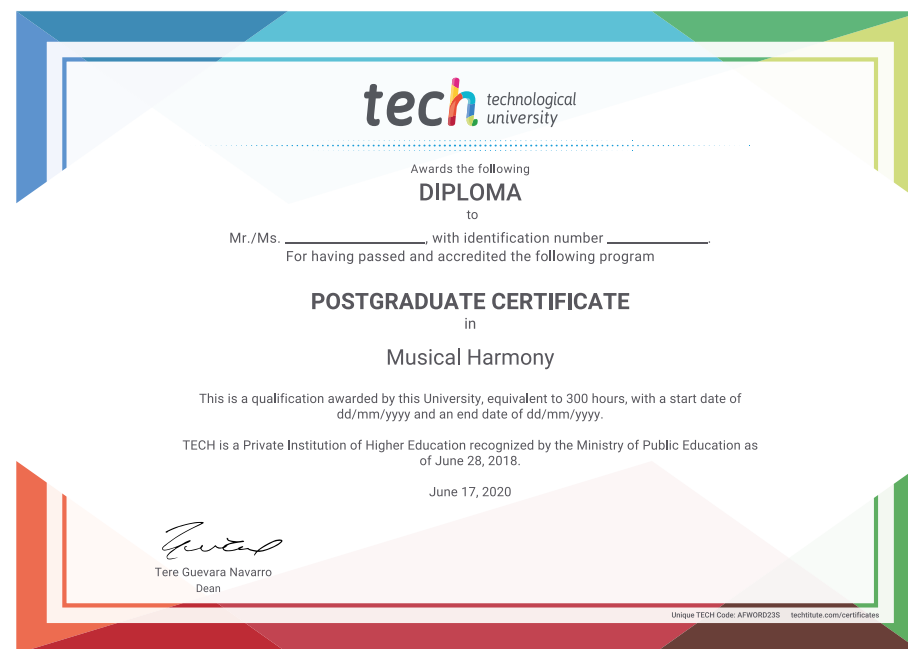 tech technological
university
Awards the following
DIPLOMA
to
Mr./Ms. ____________________, with identification number ______________.
For having passed and accredited the following program
POSTGRADUATE CERTIFICATE
in
Musical Harmony
This is a qualification awarded by this University, equivalent to 300 hours, with a start date of
dd/mm/yyyy and an end date of dd/mm/yyyy.
TECH is a Private Institution of Higher Education recognized by the Ministry of Public Education as
of June 28, 2018.
June 17, 2020
Tere Guevara Navarro
Dean
Unique TECH Code: AFWORD23S techtitute.com/certificates